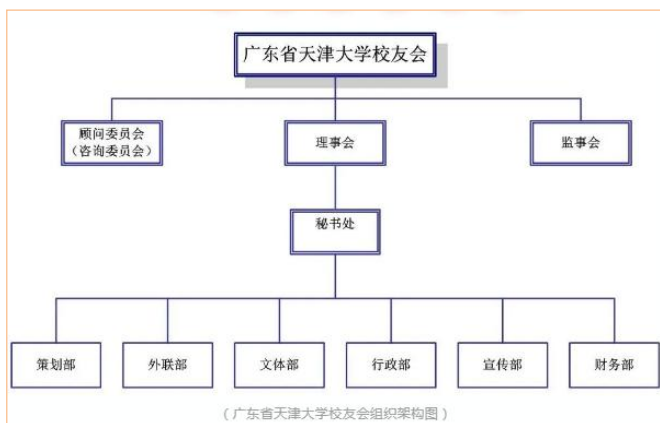 广东省天津大学校友会
顾问委员会
（咨询委员会）
理事会
监事会
秘书处
策划部
外联部
文体部
行政部
宣传部
财务部
（广东省天津大学校友会组织架构图）